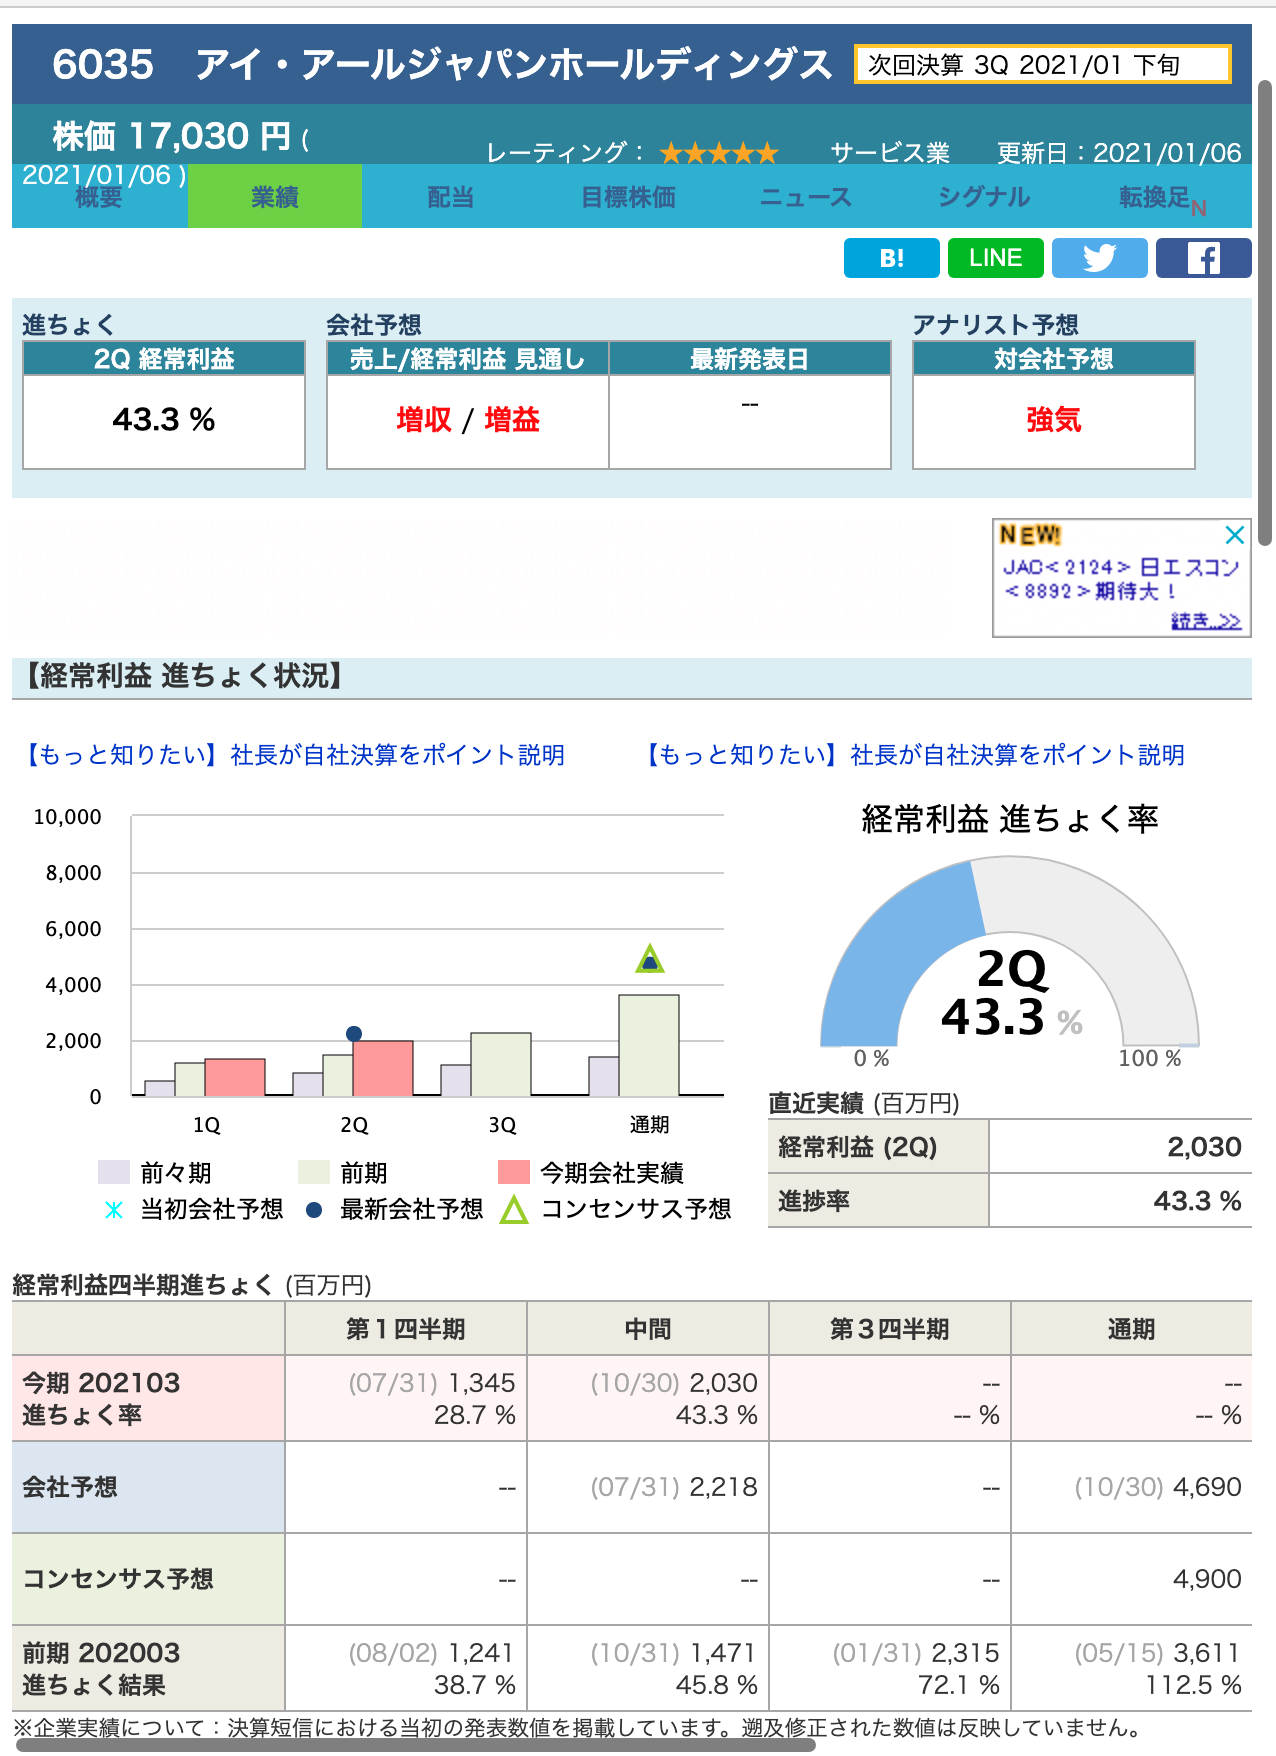 6035 アイ・アールジャパンホールディングス
次回決算 3Q 2021/01 下旬
株価 17,030 円 (
2021/01/06 )
レーティング： ★★★★★ サービス業 更新日：2021/01/06
概要 業績 配当 目標株価 ニュース シグナル 転換足N
B! LINE
進ちょく 会社予想 アナリスト予想
2Q 経常利益 売上/経常利益 見通し 最新発表日 対会社予想
43.3 % 増収 / 増益 -- 強気
NEW!
JAC<2124> 日エスコン
<8892>期待大！
続き..>>
【経常利益 進ちょく状況】
【もっと知りたい】社長が自社決算をポイント説明 【もっと知りたい】社長が自社決算をポイント説明
10,000
8,000
6,000
4,000
2,000
0
1Q 2Q 3Q 通期
前々期 前期 今期会社実績
当初会社予想 最新会社予想 コンセンサス予想
経常利益 進ちょく率
2Q
43.3 %
0 % 100 %
直近実績 (百万円)
経常利益 (2Q) 2,030
進捗率 43.3 %
経常利益四半期進ちょく (百万円)
第１四半期 中間 第３四半期 通期
今期 202103 (07/31) 1,345 (10/30) 2,030 -- --
進ちょく率 28.7 % 43.3 % -- % -- %
会社予想 -- (07/31) 2,218 -- (10/30) 4,690
コンセンサス予想 -- -- -- 4,900
前期 202003 (08/02) 1,241 (10/31) 1,471 (01/31) 2,315 (05/15) 3,611
進ちょく結果 38.7 % 45.8 % 72.1 % 112.5 %
※企業実績について：決算短信における当初の発表数値を掲載しています。遡及修正された数値は反映していません。